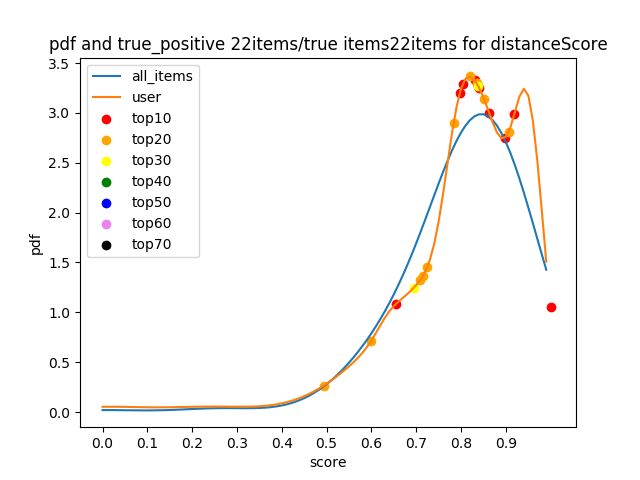 pdf and true_positive 22items/true items22items for distanceScore
all_items
user
top10
top20
top30
top40
top50
top60
top70
3.5
3.0
2.5
2.0
1.5
1.0
0.5
0.0
pdf
0.0 0.1 0.2 0.3 0.4 0.5 0.6 0.7 0.8 0.9
score